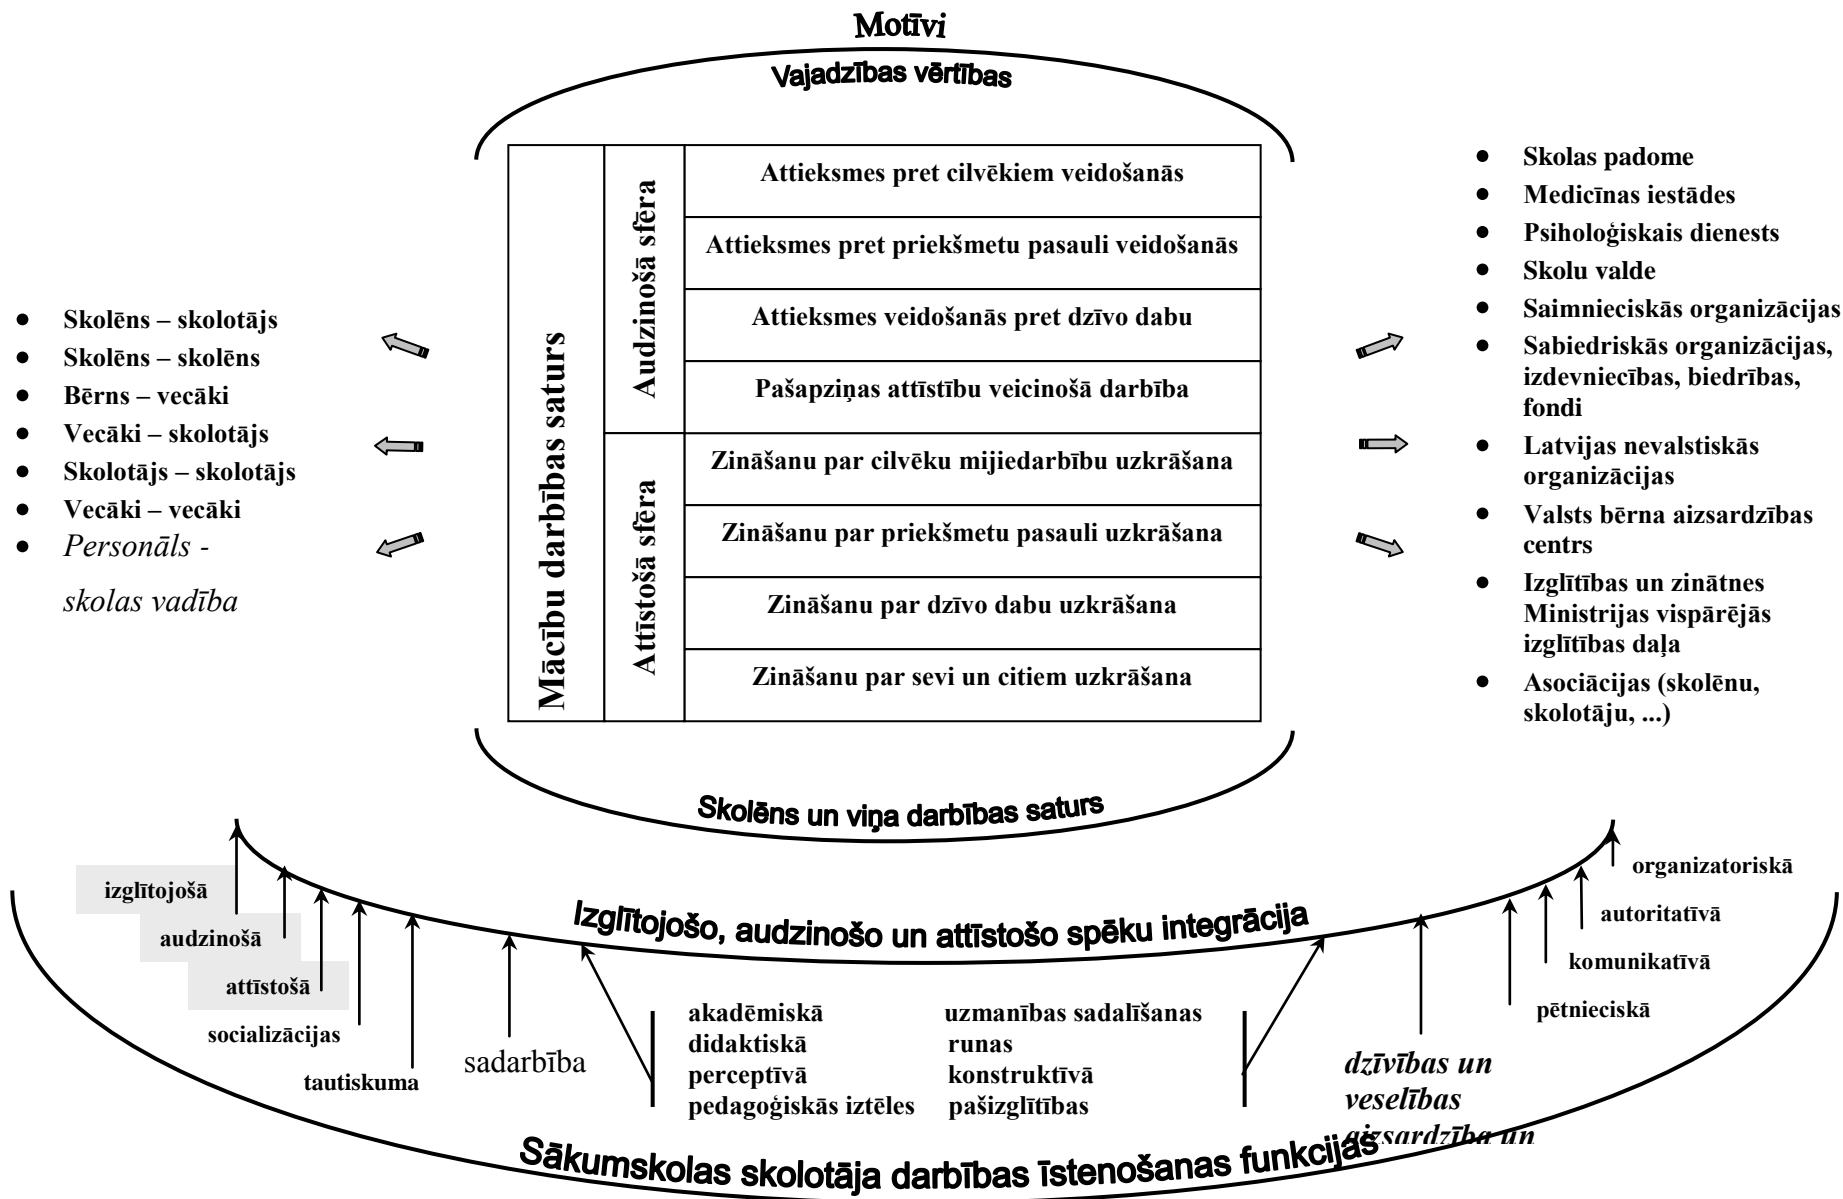 Motīvi
Vajadzības vērtības
Mācību darbības saturs
Audzinošā sfēra
Attieksmes pret cilvēkiem veidošanās
Attieksmes pret priekšmetu pasauli veidošanās
Attieksmes veidošanās pret dzīvo dabu
Pašapziņas attīstību veicinošā darbība
Attīstošā sfēra
Zināšanu par cilvēku mijiedarbību uzkrāšana
Zināšanu par priekšmetu pasauli uzkrāšana
Zināšanu par dzīvo dabu uzkrāšana
Zināšanu par sevi un citiem uzkrāšana
• Skolēns – skolotājs
• Skolēns – skolēns
• Bērns – vecāki
• Vecāki – skolotājs
• Skolotājs – skolotājs
• Vecāki – vecāki
• Personāls -
skolas vadība
• Skolas padome
• Medicīnas iestādes
• Psiholoģiskais dienests
• Skolu valde
• Saimnieciskās organizācijas
• Sabiedriskās organizācijas,
izdevniecības, biedrības,
fondi
• Latvijas nevalstiskās
organizācijas
• Valsts bērna aizsardzības
centrs
• Izglītības un zinātnes
Ministrijas vispārējās
izglītības daļa
• Asociācijas (skolēnu,
skolotāju, ...)
Skolēns un viņa darbības saturs
Izglītojošo, audzinošo un attīstošo spēku integrācija
izglītojošā
audzinošā
attīstošā
socializācijas
tautiskuma
sadarbība
akadēmiskā
didaktiskā
perceptīvā
pedagoģiskās iztēles
uzmanības sadalīšanas
runas
konstruktīvā
pašizglītības
dzīvības un
veselības
aizsardzība un
pētnieciskā
komunikatīvā
autoritatīvā
organizatoriskā
Sākumskolas skolotāja darbības īstenošanas funkcijas